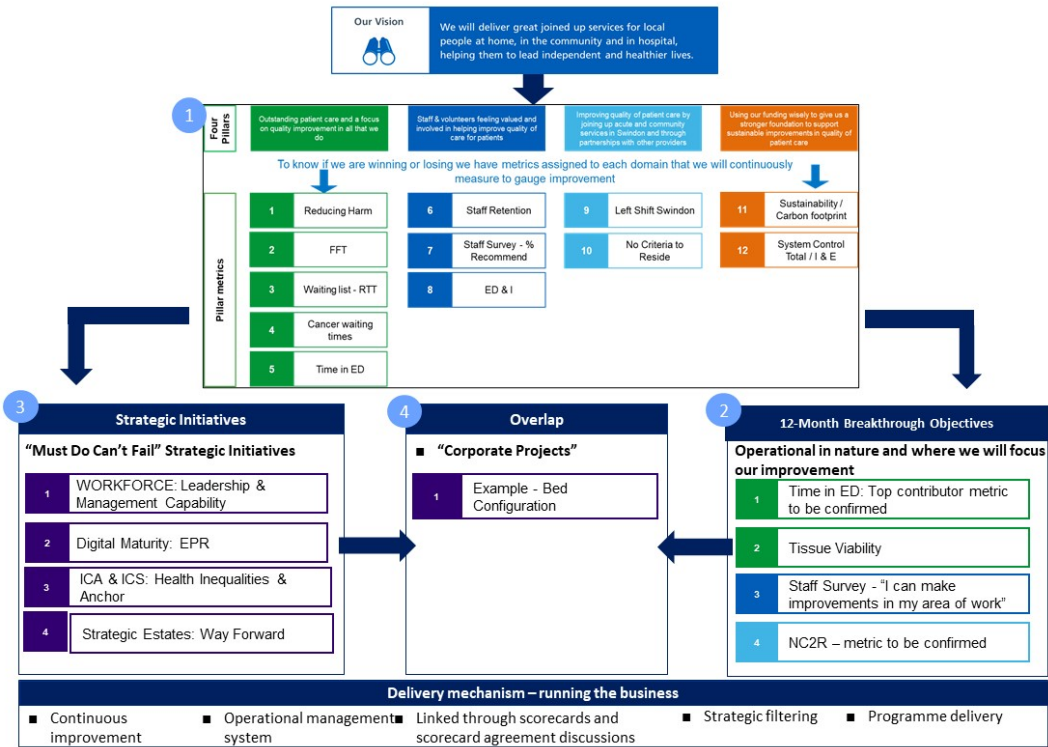 Our Vision
We will deliver great joined up services for local
people at home, in the community and in hospital,
helping them to lead independent and healthier lives.
1
Four
Pillars
Outstanding patient care and a focus
on quality improvement in all that we
do
Staff & volunteers feeling valued and
involved in helping improve quality of
care for patients
Improving quality of patient care by
joining up acute and community
services in Swindon and through
partnerships with other providers
Using our funding wisely to give us a
stronger foundation to support
sustainable improvements in quality of
patient care
To know if we are winning or losing we have metrics assigned to each domain that we will continuously
measure to gauge improvement
Pillar metrics
1
Reducing Harm
2
FFT
3
Waiting list - RTT
4
Cancer waiting
times
5
Time in ED
6
Staff Retention
7
Staff Survey - %
Recommend
8
ED & I
9
Left Shift Swindon
10
No Criteria to
Reside
11
Sustainability /
Carbon footprint
12
System Control
Total / I & E
3
Strategic Initiatives
“Must Do Can’t Fail” Strategic Initiatives
1
WORKFORCE: Leadership &
Management Capability
2
Digital Maturity: EPR
3
ICA & ICS: Health Inequalities &
Anchor
4
Strategic Estates: Way Forward
4
Overlap
■ “Corporate Projects”
1
Example - Bed
Configuration
2
12-Month Breakthrough Objectives
Operational in nature and where we will focus
our improvement
1
Time in ED: Top contributor metric
to be confirmed
2
Tissue Viability
3
Staff Survey - “I can make
improvements in my area of work”
4
NC2R – metric to be confirmed
Delivery mechanism – running the business
■ Continuous
improvement
■ Operational management
system
■ Linked through scorecards and
scorecard agreement discussions
■ Strategic filtering
■ Programme delivery